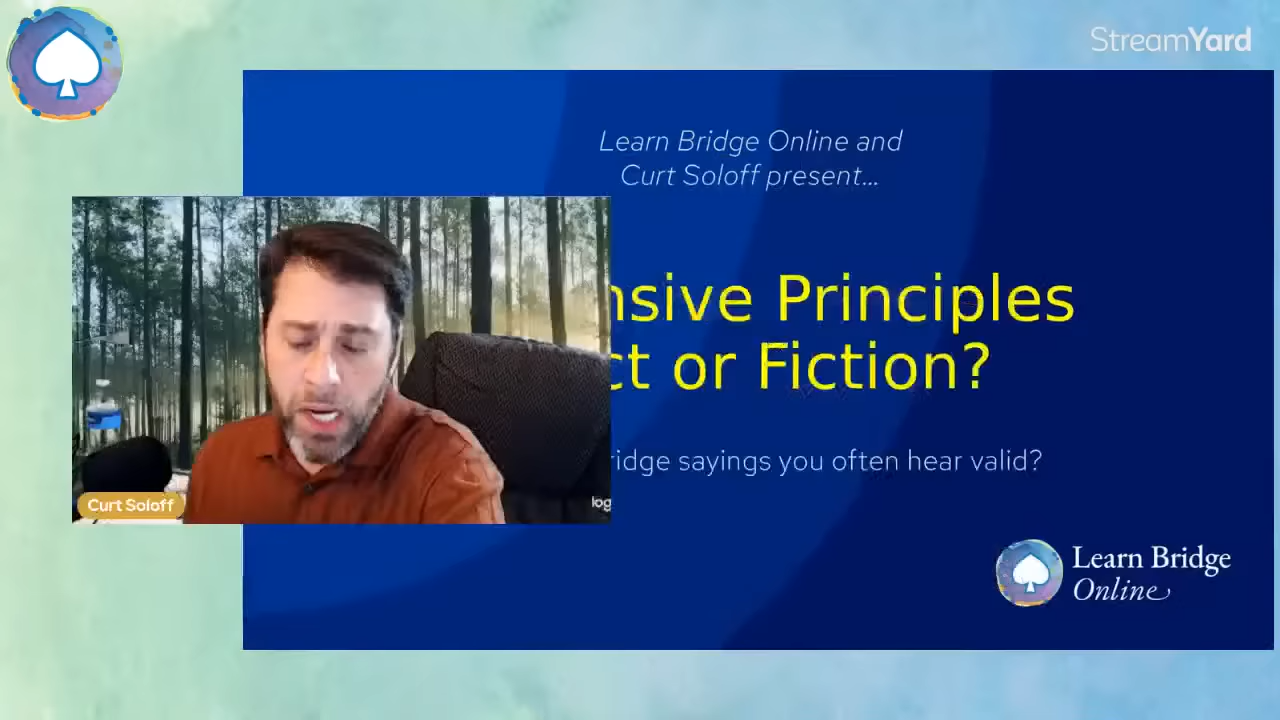 StreamYard
Learn Bridge Online and
Curt Soloff present...
nsive Principles
ct or Fiction?
ridge sayings you often hear valid?
Curt Soloff
log
Learn Bridge
Online